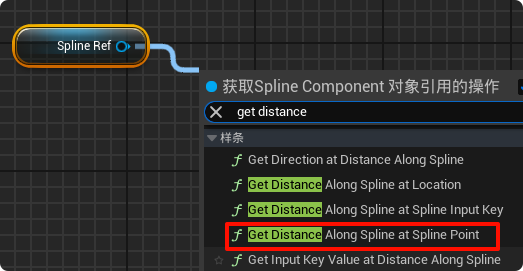 Spline Ref
获取Spline Component 对象引用的操作
get distance
样条
f Get Direction at Distance Along Spline
f Get Distance Along Spline at Location
f Get Distance Along Spline at Spline Input Key
f Get Distance Along Spline at Spline Point
f Get Input Key Value at Distance Along Spline